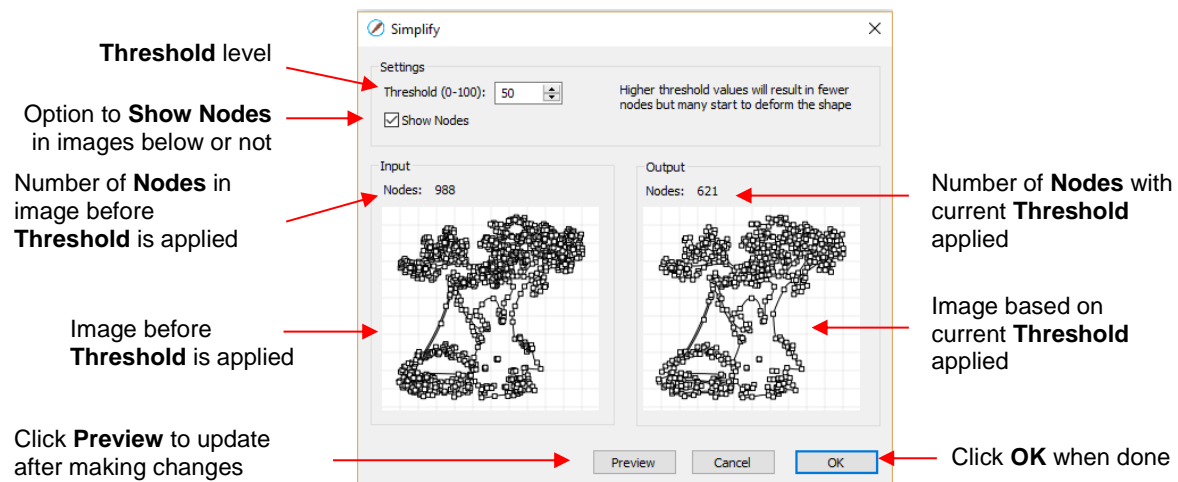 Simplify
Threshold level
Settings
Threshold (0-100): 50
Higher threshold values will result in fewer
nodes but many start to deform the shape
Option to Show Nodes
in images below or not
Show Nodes
Input
Nodes: 988
Output
Nodes: 621
Number of Nodes in
image before
Threshold is applied
Number of Nodes with
current Threshold
applied
Image before
Threshold is applied
Image based on
current Threshold
applied
Click Preview to update
after making changes
Preview
Cancel
OK
Click OK when done